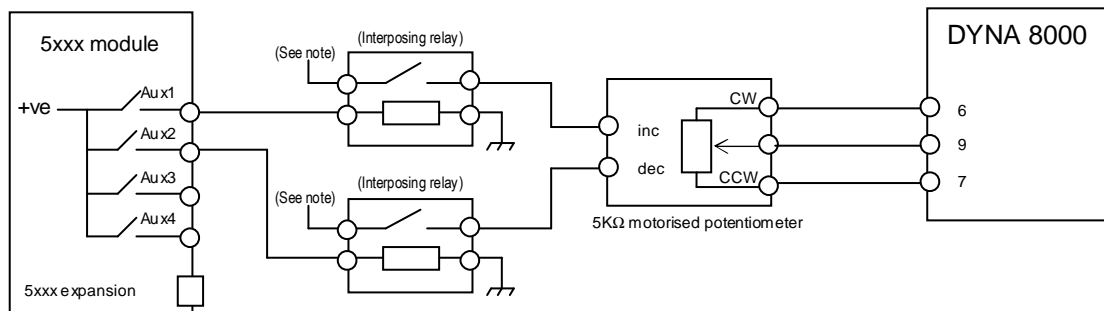 5xxx module
DYNA 8000
(Interposing relay)
(See note)
+ve
Aux1
Aux2
Aux3
Aux4
CW
inc
dec
CCW
6
9
7
(Interposing relay)
(See note)
5KΩ motorised potentiometer
5xxx expansion